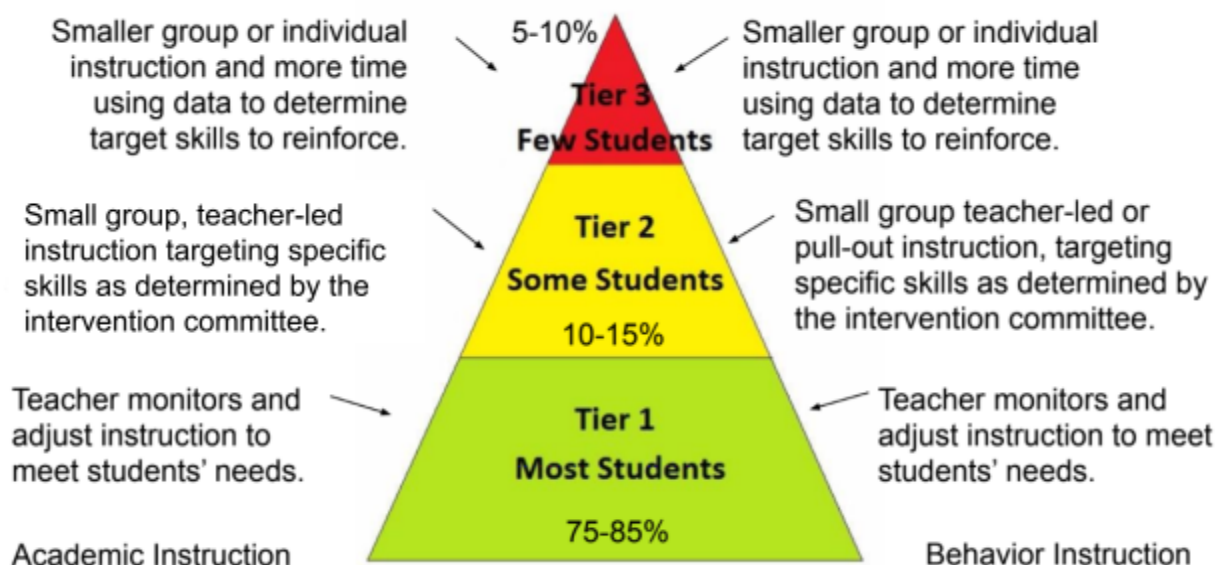 Smaller group or individual
instruction and more time
using data to determine
target skills to reinforce.
5-10%
Tier 3
Few Students
Smaller group or individual
instruction and more time
using data to determine
target skills to reinforce.
Small group, teacher-led
instruction targeting specific
skills as determined by the
intervention committee.
Tier 2
Some Students
10-15%
Small group teacher-led or
pull-out instruction, targeting
specific skills as determined by
the intervention committee.
Teacher monitors and
adjust instruction to
meet students' needs.
Tier 1
Most Students
75-85%
Teacher monitors and
adjust instruction to meet
students' needs.
Academic Instruction
Behavior Instruction